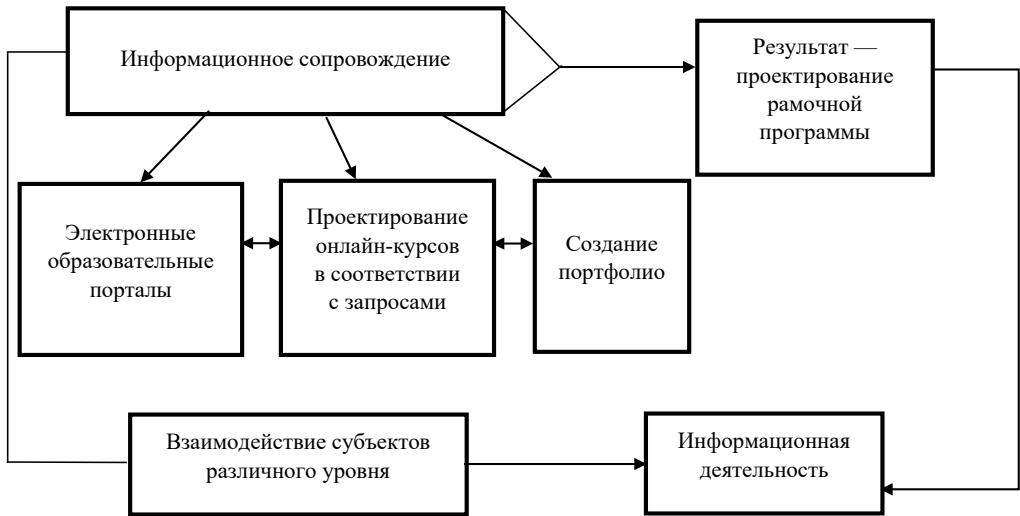 Информационное сопровождение
Результат —
проектирование
рамочной
программы
Электронные
образовательные
порталы
Проектирование
онлайн-курсов
в соответствии
с запросами
Создание
портфолио
Взаимодействие субъектов
различного уровня
Информационная
деятельность